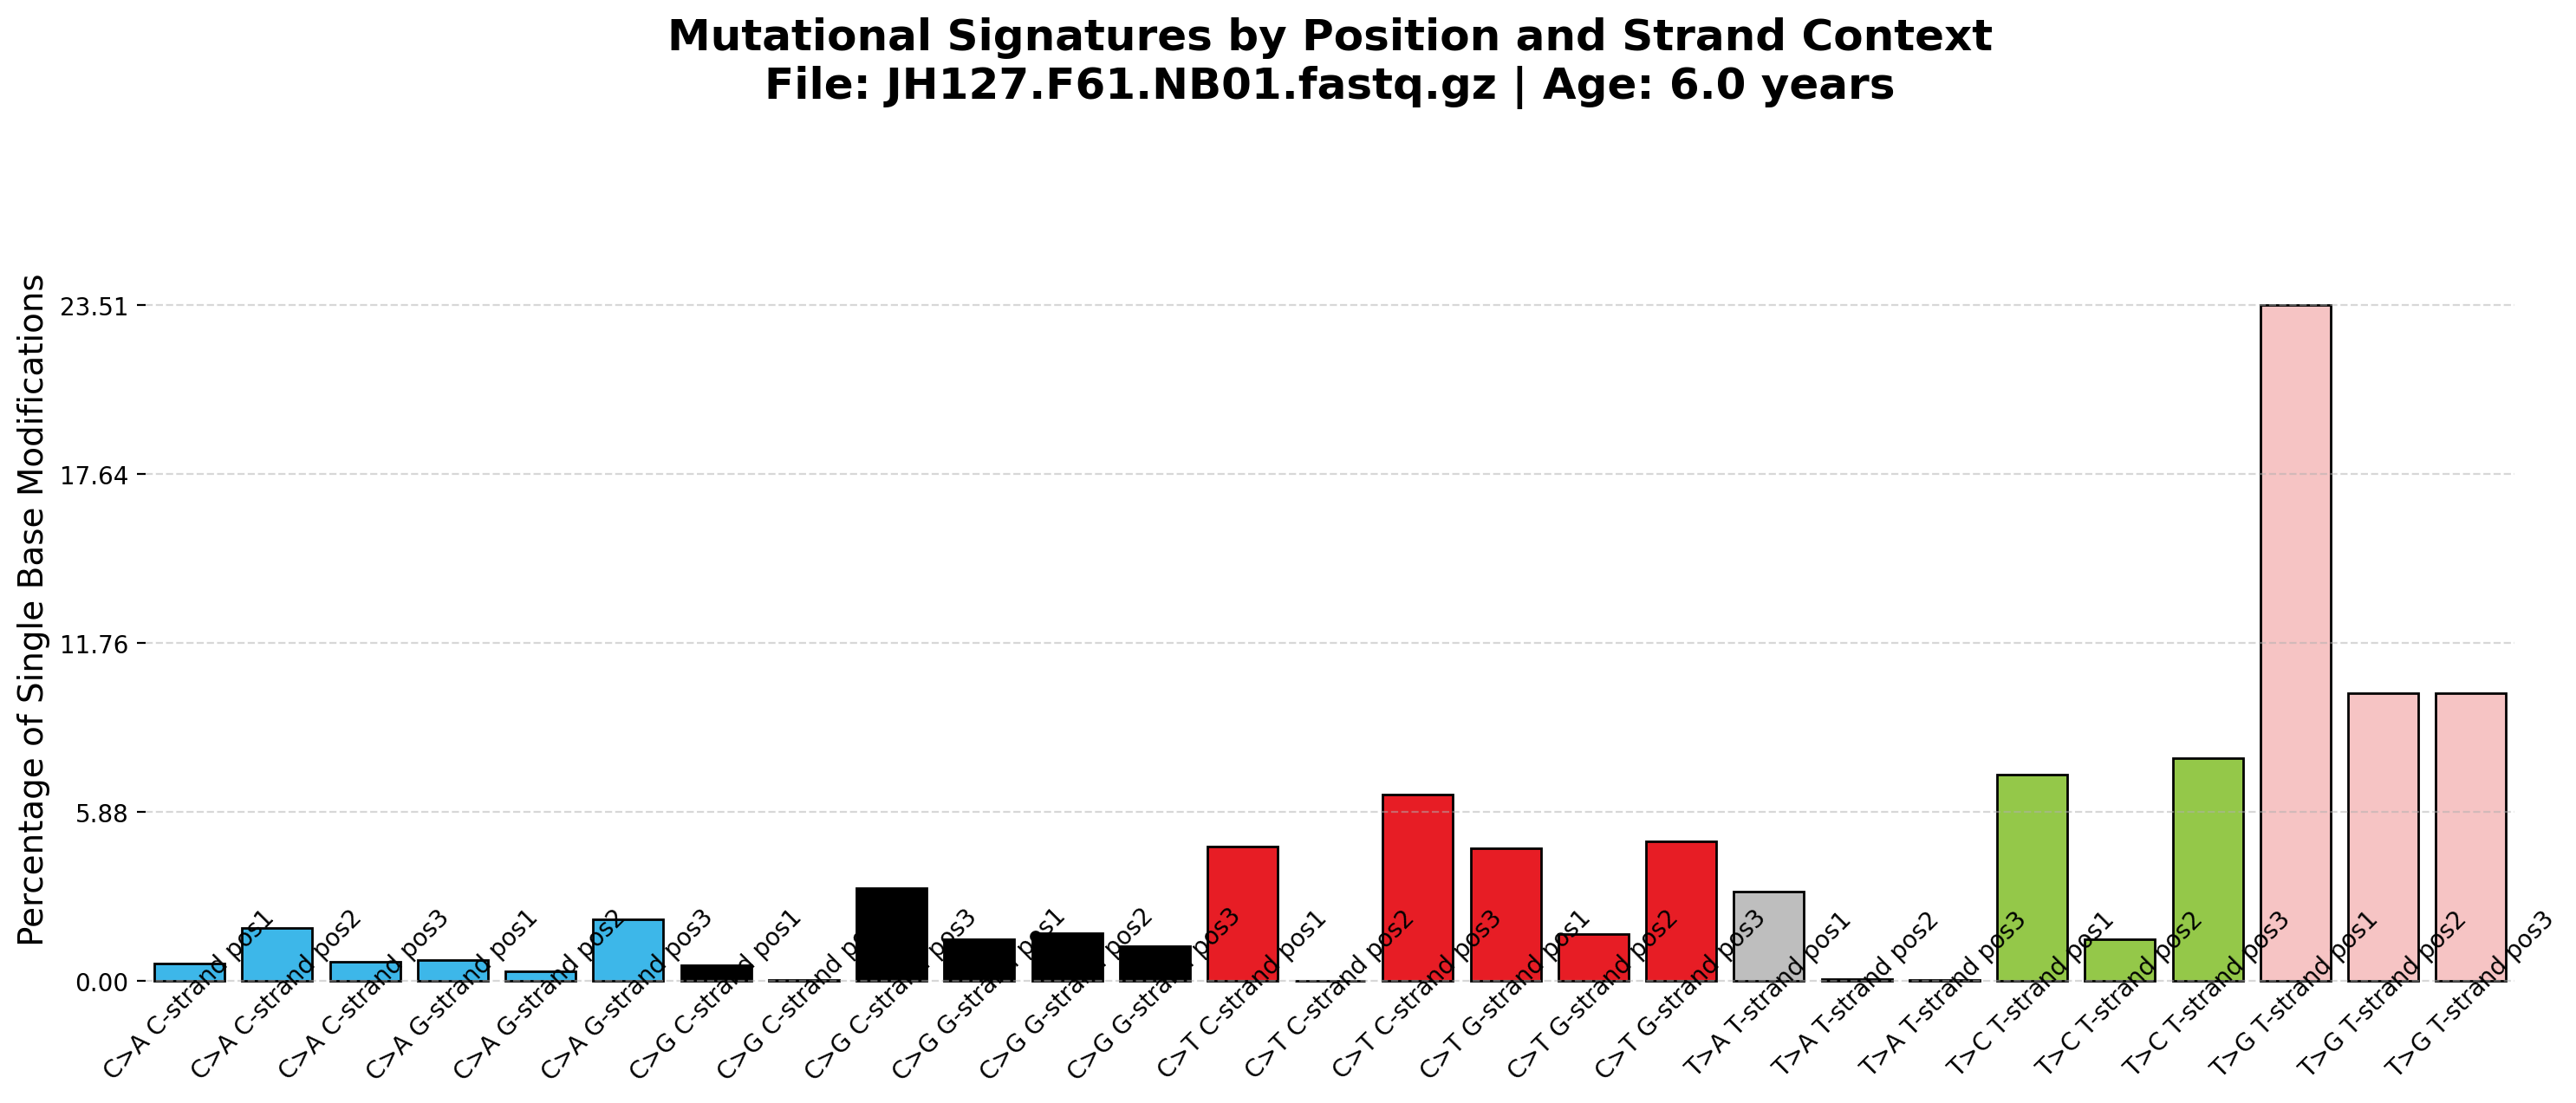 Mutational Signatures by Position and Strand Context
File: JH127.F61.NB01.fastq.gz | Age: 6.0 years
Percentage of Single Base Modifications
23.51
17.64
11.76
5.88
0.00
C>A C-strand pos1
C>A C-strand pos2
C>A C-strand pos3
C>A G-strand pos1
C>A G-strand pos2
C>A G-strand pos3
C>G C-strand pos1
C>G C-strand pos2
C>G C-strand pos3
C>G G-strand pos1
C>G G-strand pos2
C>G G-strand pos3
C>T C-strand pos1
C>T C-strand pos2
C>T C-strand pos3
C>T G-strand pos1
C>T G-strand pos2
C>T G-strand pos3
T>A T-strand pos1
T>A T-strand pos2
T>A T-strand pos3
T>C T-strand pos1
T>C T-strand pos2
T>C T-strand pos3
T>G T-strand pos1
T>G T-strand pos2
T>G T-strand pos3